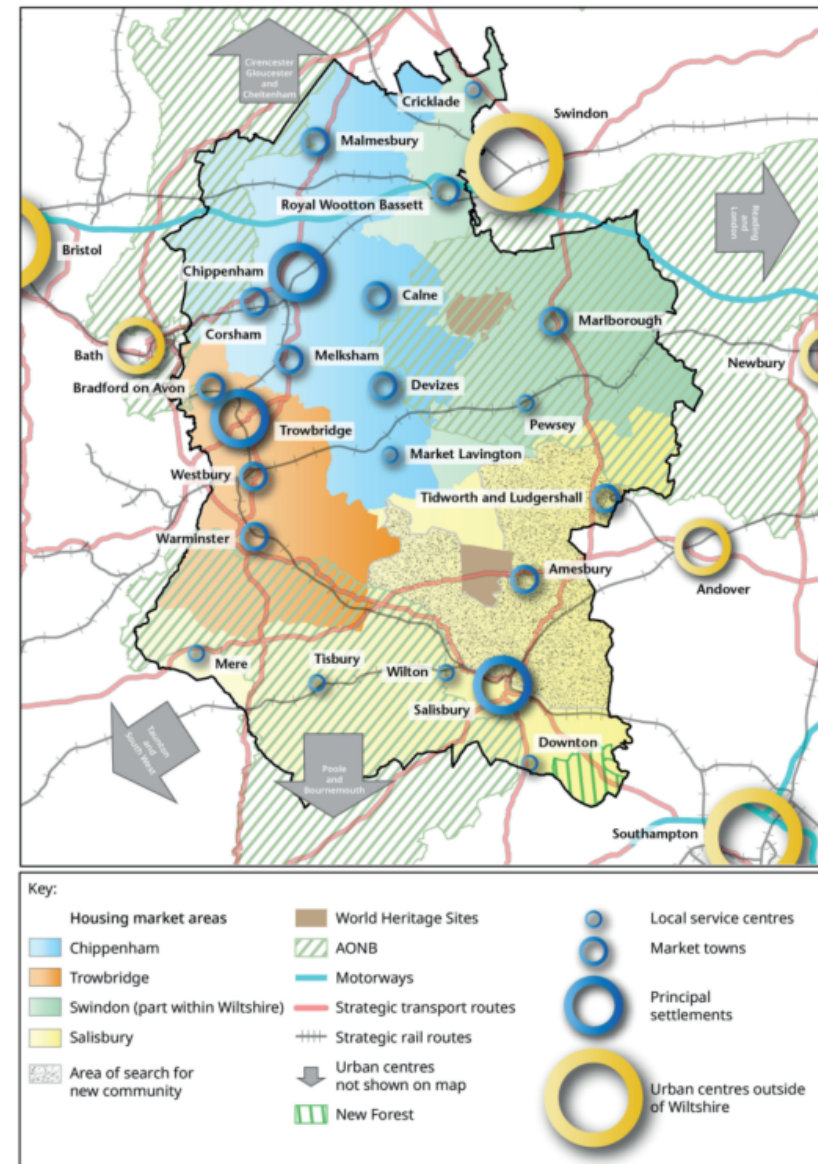 Cirencester
Gloucester
and
Cheltenham
Cricklade
Swindon
Malmesbury
Royal Wootton Bassett
Reading
and
London
Bristol
Chippenham
Calne
Marlborough
Corsham
Bath
Melksham
Newbury
Bradford on Avon
Devizes
Pewsey
Trowbridge
Market Lavington
Westbury
Tidworth and Ludgershall
Warminster
Amesbury
Andover
Mere
Tisbury
Wilton
Salisbury
Taunton
and
South West
Poole
and
Bournemouth
Downton
Southampton
Key:
Housing market areas
Chippenham
Trowbridge
Swindon (part within Wiltshire)
Salisbury
Area of search for
new community
World Heritage Sites
AONB
Motorways
Strategic transport routes
Strategic rail routes
Urban centres
not shown on map
New Forest
Local service centres
Market towns
Principal
settlements
Urban centres outside
of Wiltshire